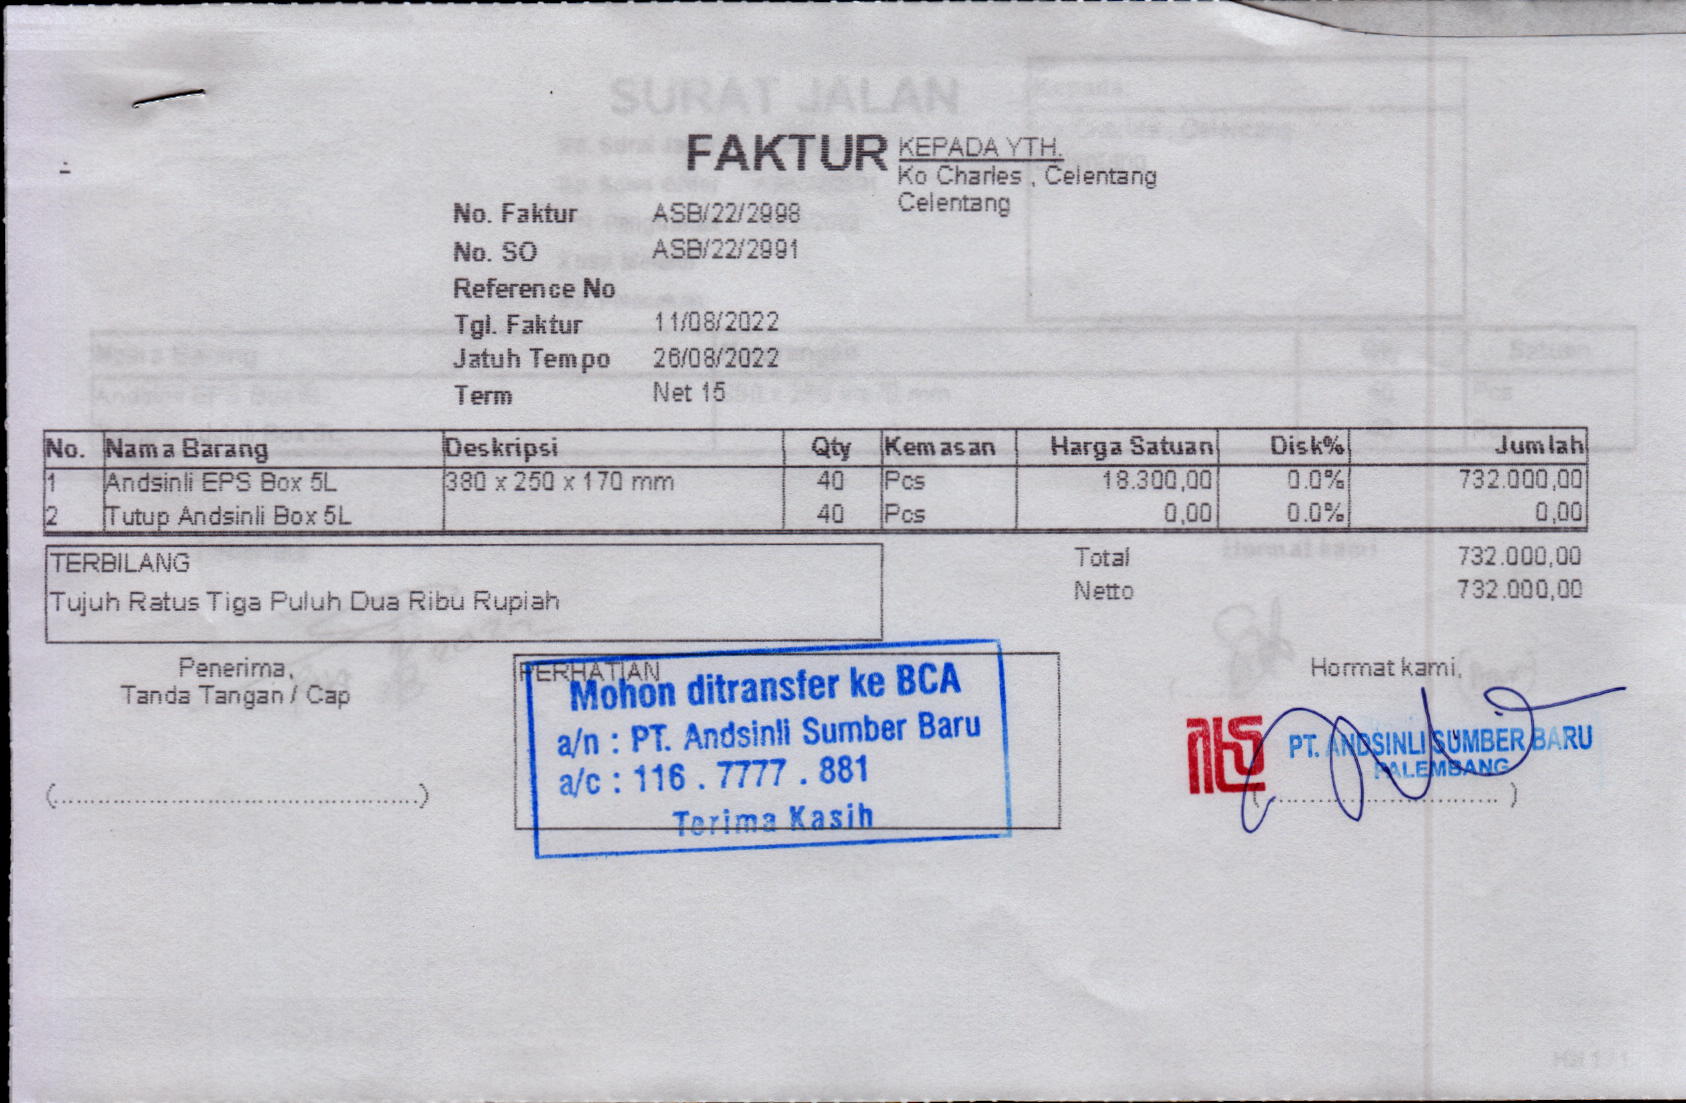 FAKTUR
KEPADA YTH.
Ko Charles , Celentang
Celentang
No. Faktur ASB/22/2998
No. SO ASB/22/2991
Reference No
Tgl. Faktur 11/08/2022
Jatuh Tempo 26/08/2022
Term Net 15
No. Nama Barang Deskripsi Qty Kemasan Harga Satuan Disk% Jumlah
1 Andsinli EPS Box 5L 380 x 250 x 170 mm 40 Pcs 18.300,00 0.0% 732.000,00
2 Tutup Andsinli Box 5L 40 Pcs 0,00 0.0% 0,00
TERBILANG
Tujuh Ratus Tiga Puluh Dua Ribu Rupiah
Total 732.000,00
Netto 732.000,00
Penerima,
Tanda Tangan / Cap
(................................................)
PERHATIAN
Mohon ditransfer ke BCA
a/n : PT. Andsinli Sumber Baru
a/c : 116 . 7777 . 881
Terima Kasih
Hormat kami,
PT. ANDSINLI SUMBER BARU
PALEMBANG
(............................... )
SURAT JALAN